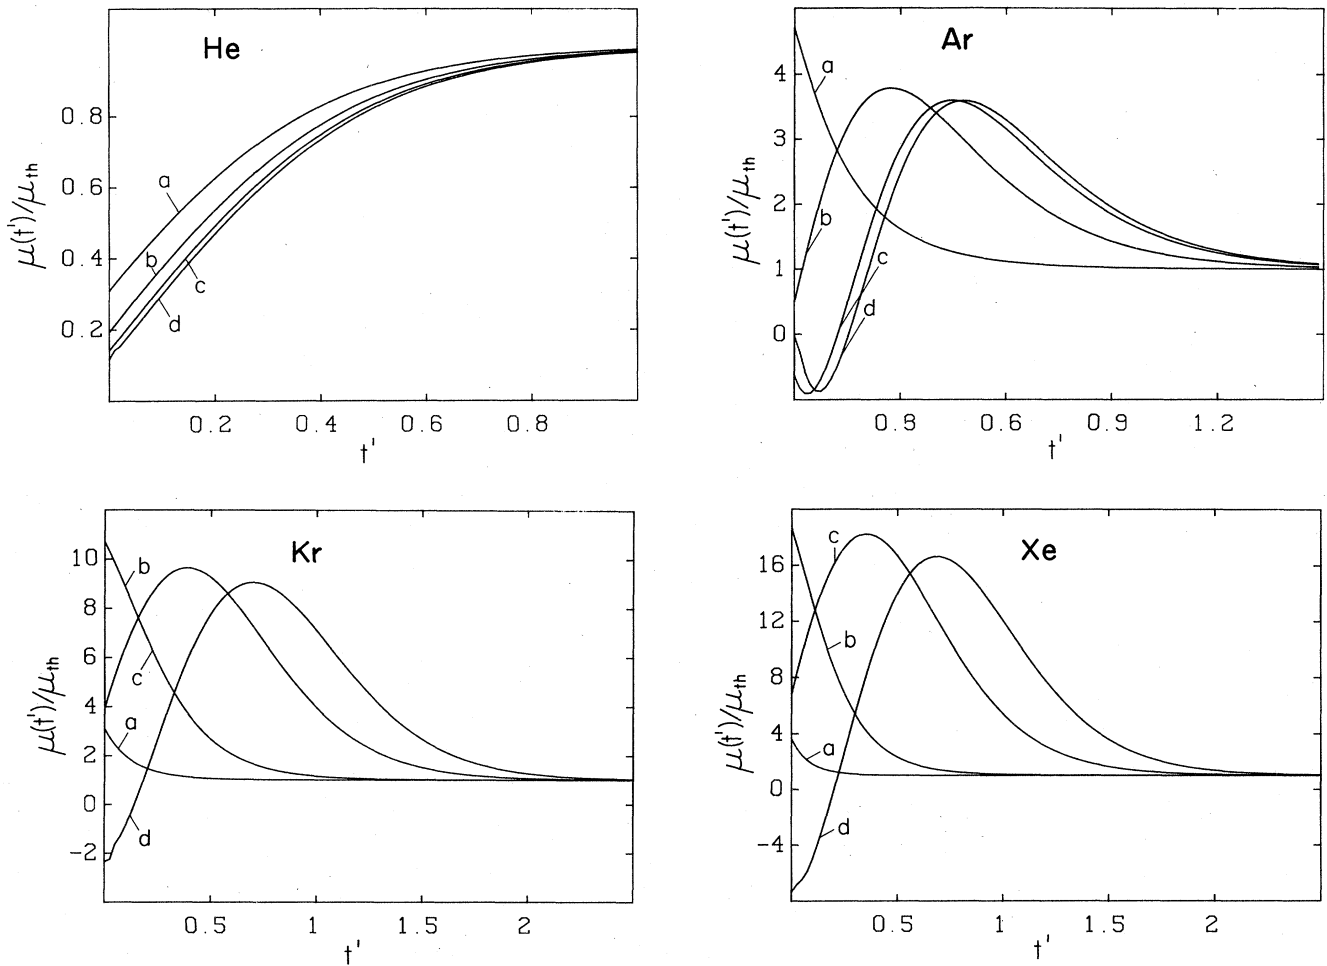 He
0.8
0.6
0.4
0.2
a
b
c
d
μ(t')/μth
0.2 0.4 0.6 0.8
t'
Ar
4
3
2
1
0
a
b
c
d
μ(t')/μth
0.3 0.6 0.9 1.2
t'
Kr
10
8
6
4
2
0
-2
b
c
a
d
μ(t')/μth
0.5 1 1.5 2
t'
Xe
16
12
8
4
0
-4
c
b
a
d
μ(t')/μth
0.5 1 1.5 2
t'